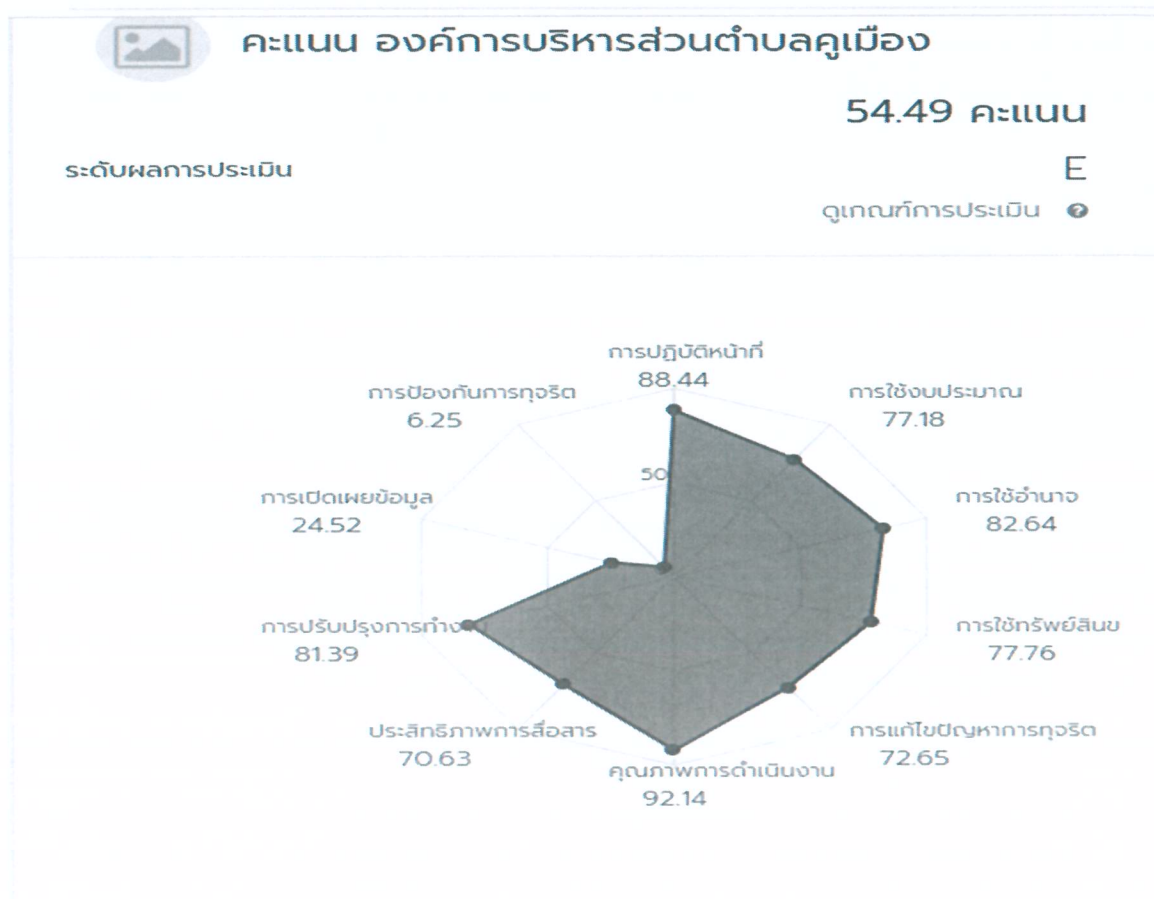 คะแนน องค์การบริหารส่วนตำบลคูเมือง
54.49 คะแนน
ระดับผลการประเมิน
E
ดูเกณฑ์การประเมิน
การปฏิบัติหน้าที่
88.44
การใช้งบประมาณ
77.18
การใช้อำนาจ
82.64
การใช้ทรัพย์สินข
77.76
การแก้ไขปัญหาการทุจริต
72.65
คุณภาพการดำเนินงาน
92.14
ประสิทธิภาพการสื่อสาร
70.63
การปรับปรุงการทำง
81.39
การเปิดเผยข้อมูล
24.52
การป้องกันการทุจริต
6.25
50